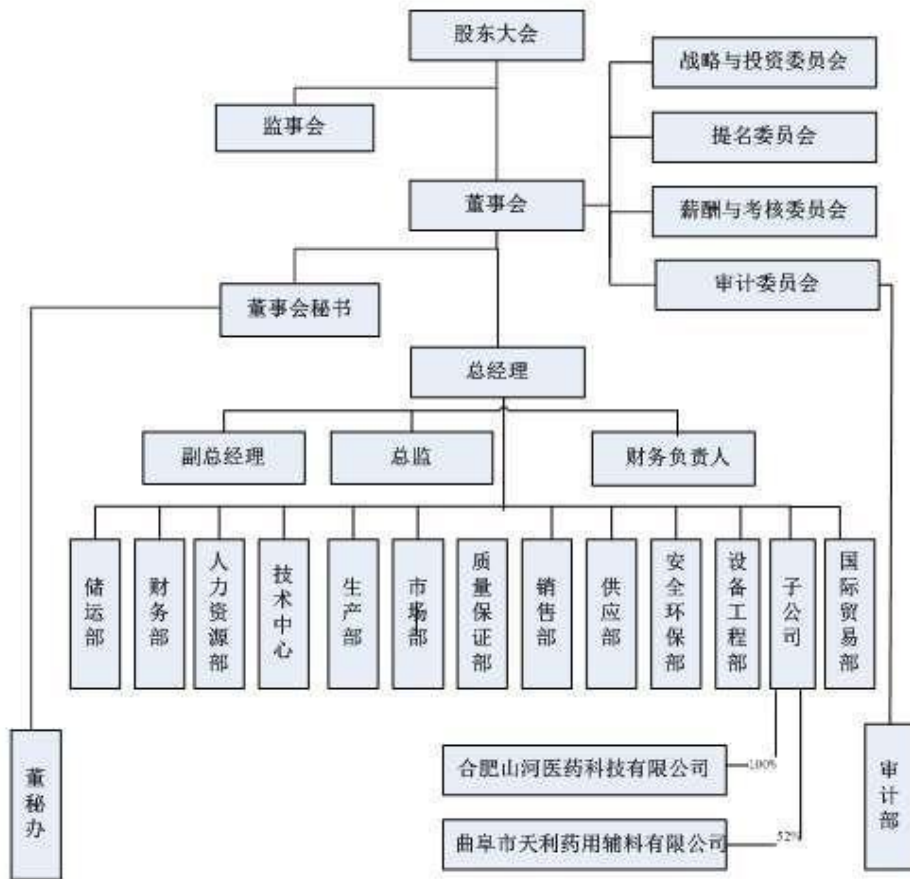 股东大会
战略与投资委员会
监事会
提名委员会
董事会
薪酬与考核委员会
审计委员会
董事会秘书
总经理
副总经理
总监
财务负责人
储运部
财务部
人力资源部
技术中心
生产部
市场部
质量保证部
销售部
供应部
安全环保部
设备工程部
子公司
国际贸易部
董秘办
合肥山河医药科技有限公司
100%
审计部
曲阜市天利药用辅料有限公司
52%